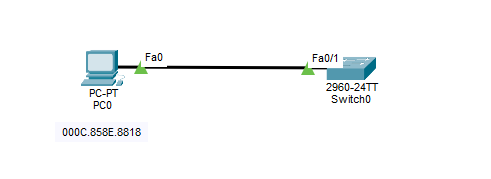 Fa0
Fa0/1
PC-PT
PC0
2960-24TT
Switch0
000C.858E.8818